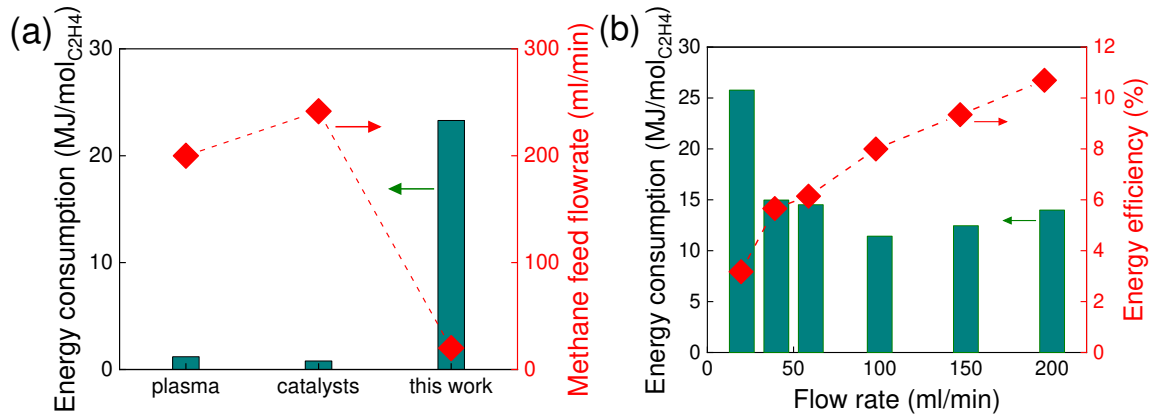 (a)
Energy consumption (MJ/mol_C2H4)
30
20
10
0
plasma
catalysts
this work
300
200
100
0
Methane feed flowrate (ml/min)
(b)
Energy consumption (MJ/mol_C2H4)
30
25
20
15
10
5
0
0
50
100
150
200
Flow rate (ml/min)
12
10
8
6
4
2
0
Energy efficiency (%)